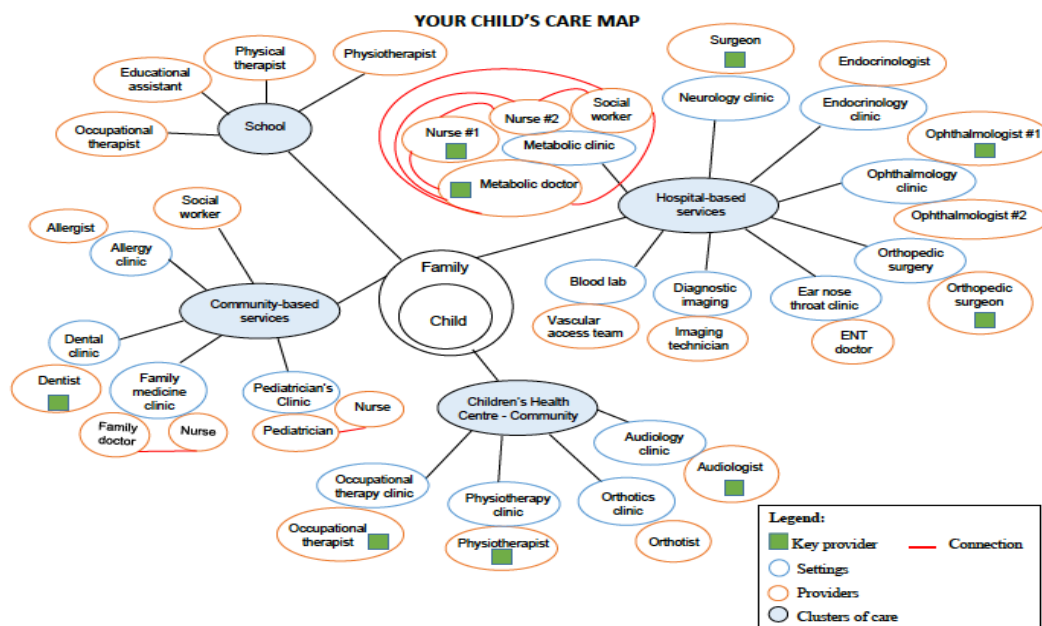 YOUR CHILD'S CARE MAP
Physical
therapist
Physiotherapist
Educational
assistant
Occupational
therapist
School
Surgeon
Neurology clinic
Endocrinologist
Endocrinology
clinic
Nurse #1
Nurse #2
Social
worker
Metabolic clinic
Metabolic doctor
Ophthalmologist #1
Ophthalmology
clinic
Ophthalmologist #2
Hospital-based
services
Orthopedic
surgery
Orthopedic
surgeon
Blood lab
Vascular
access team
Diagnostic
imaging
Imaging
technician
Ear nose
throat clinic
ENT
doctor
Social
worker
Allergist
Allergy
clinic
Community-based
services
Family
Child
Dental
clinic
Dentist
Family
medicine
clinic
Family
doctor
Nurse
Pediatrician's
Clinic
Pediatrician
Nurse
Children's Health
Centre - Community
Audiology
clinic
Audiologist
Occupational
therapy clinic
Occupational
therapist
Physiotherapy
clinic
Physiotherapist
Orthotics
clinic
Orthotist
Legend:
Key provider
Connection
Settings
Providers
Clusters of care